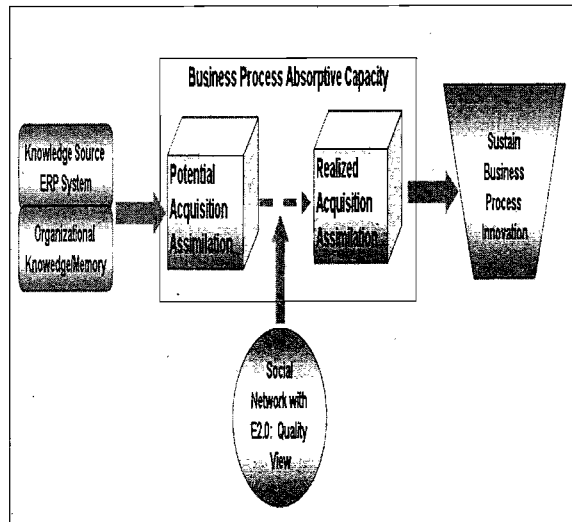 Business Process Absorptive Capacity
Knowledge Source
ERP System
Organizational
Knowedge/Memory
Potential
Acquisition
Assimilation
Realized
Acquisition
Assimilation
Sustain
Business
Process
Innovation
Social
Network with
E2.0: Quality
View